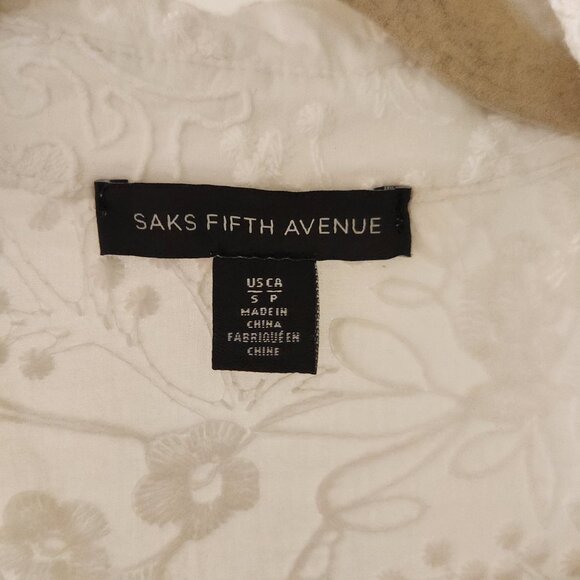 SAKS FIFTH AVENUE
US CA
S P
MADE IN
CHINA
FABRIQUÉ EN
CHINE